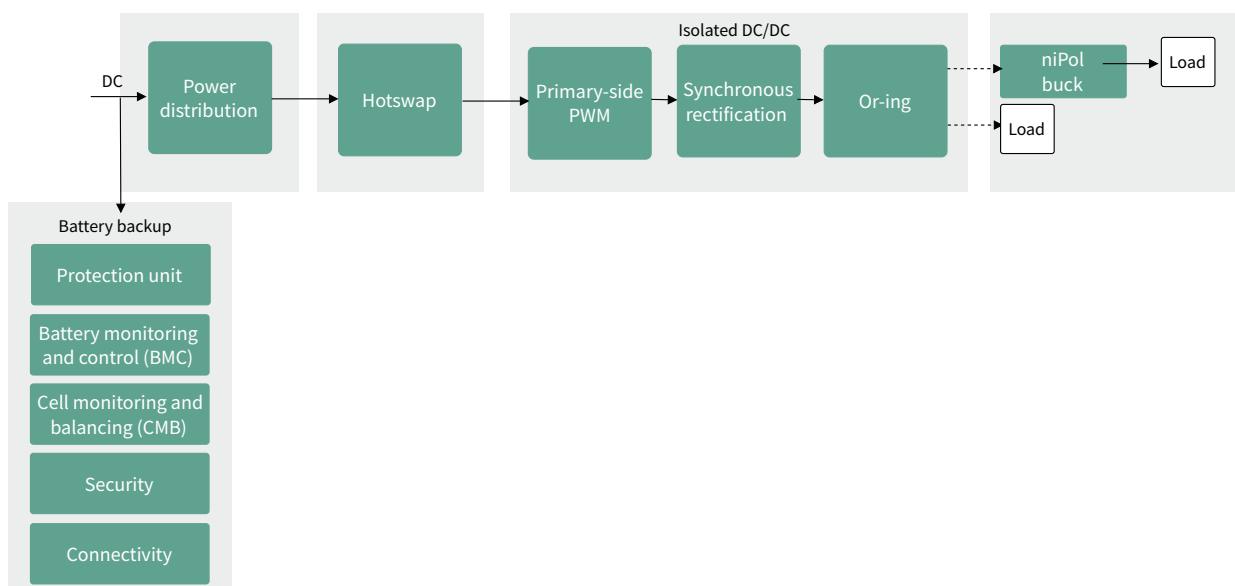 Isolated DC/DC
DC
Power
distribution
Hotswap
Primary-side
PWM
Synchronous
rectification
Or-ing
niPol
buck
Load
Load
Battery backup
Protection unit
Battery monitoring
and control (BMC)
Cell monitoring and
balancing (CMB)
Security
Connectivity